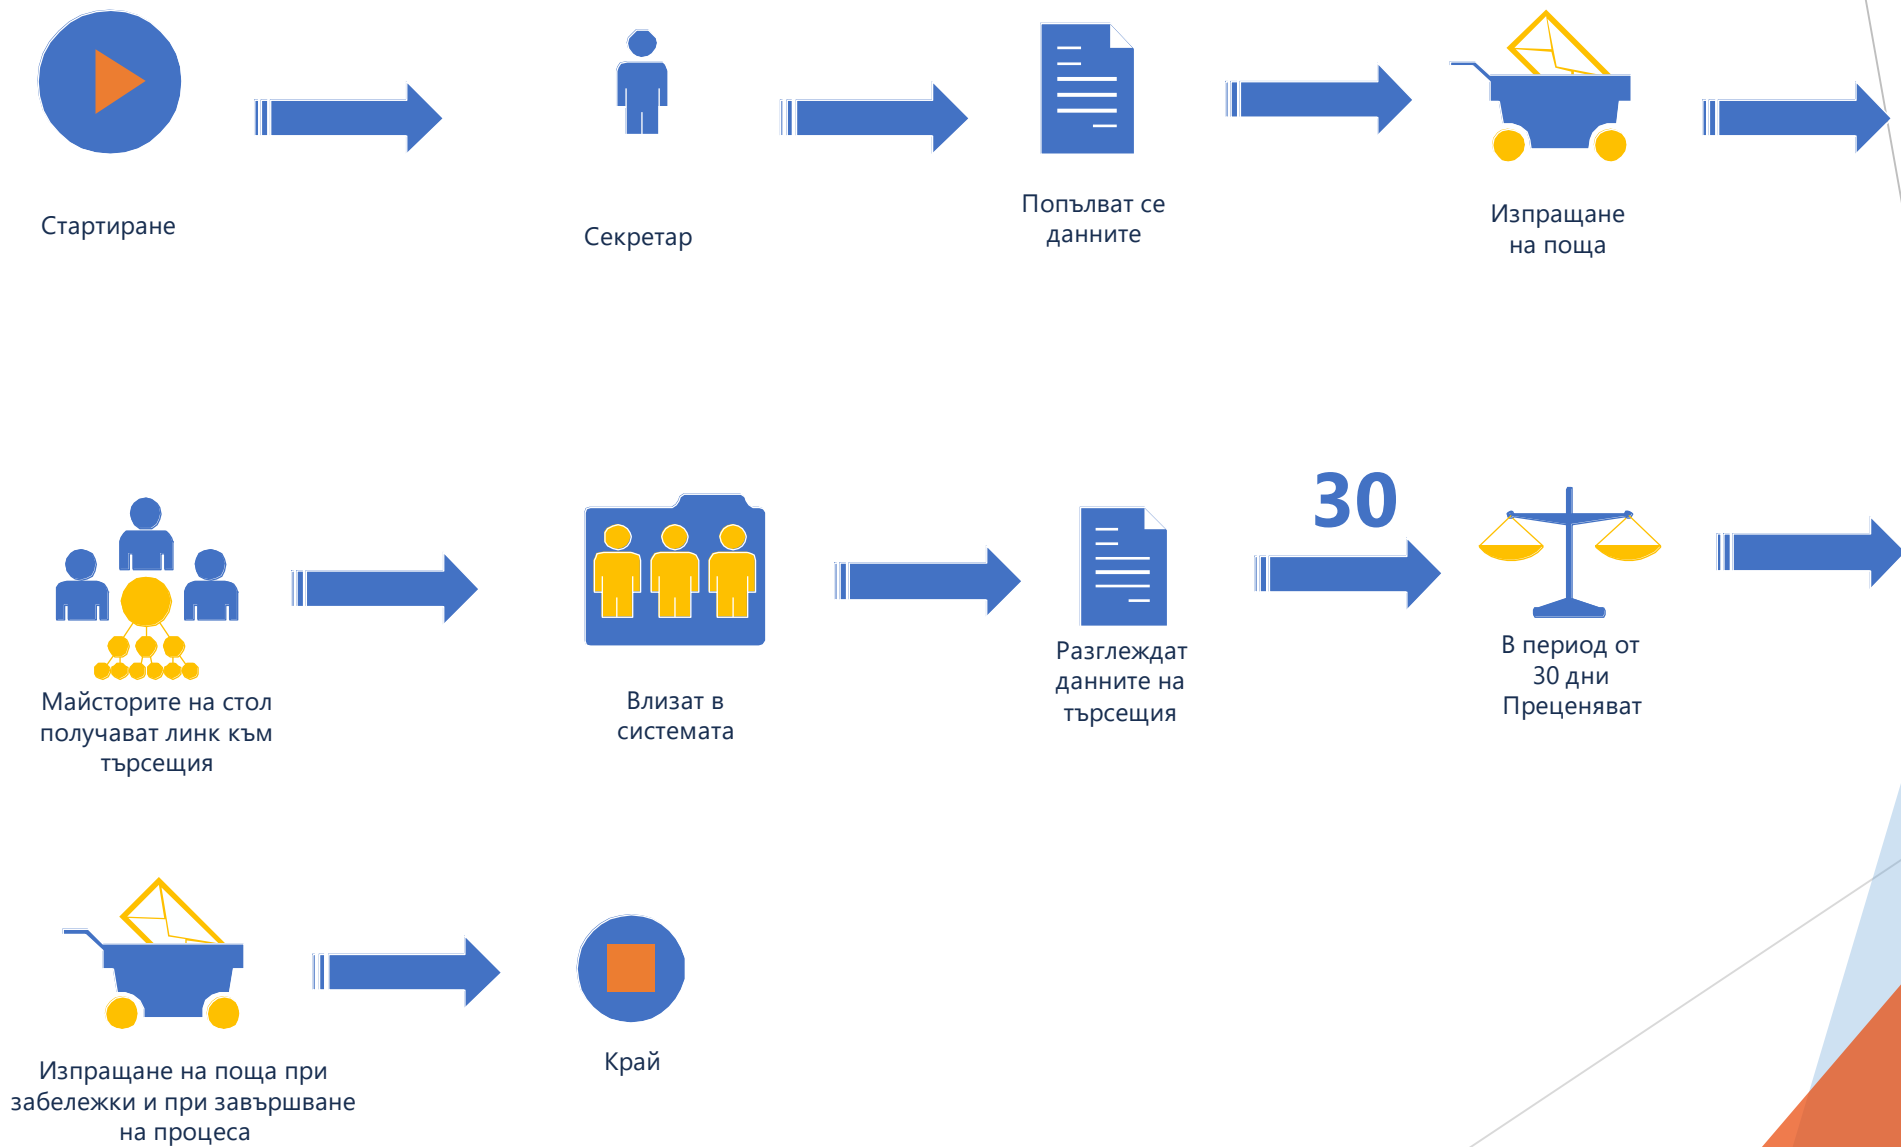 Стартиране
Секретар
Попълват се
данните
Изпращане
на поща
Майсторите на стол
получават линк към
търсещия
Влизат в
системата
Разглеждат
данните на
търсещия
30
В период от
30 дни
Преценяват
Изпращане на поща при
забележки и при завършване
на процеса
Край